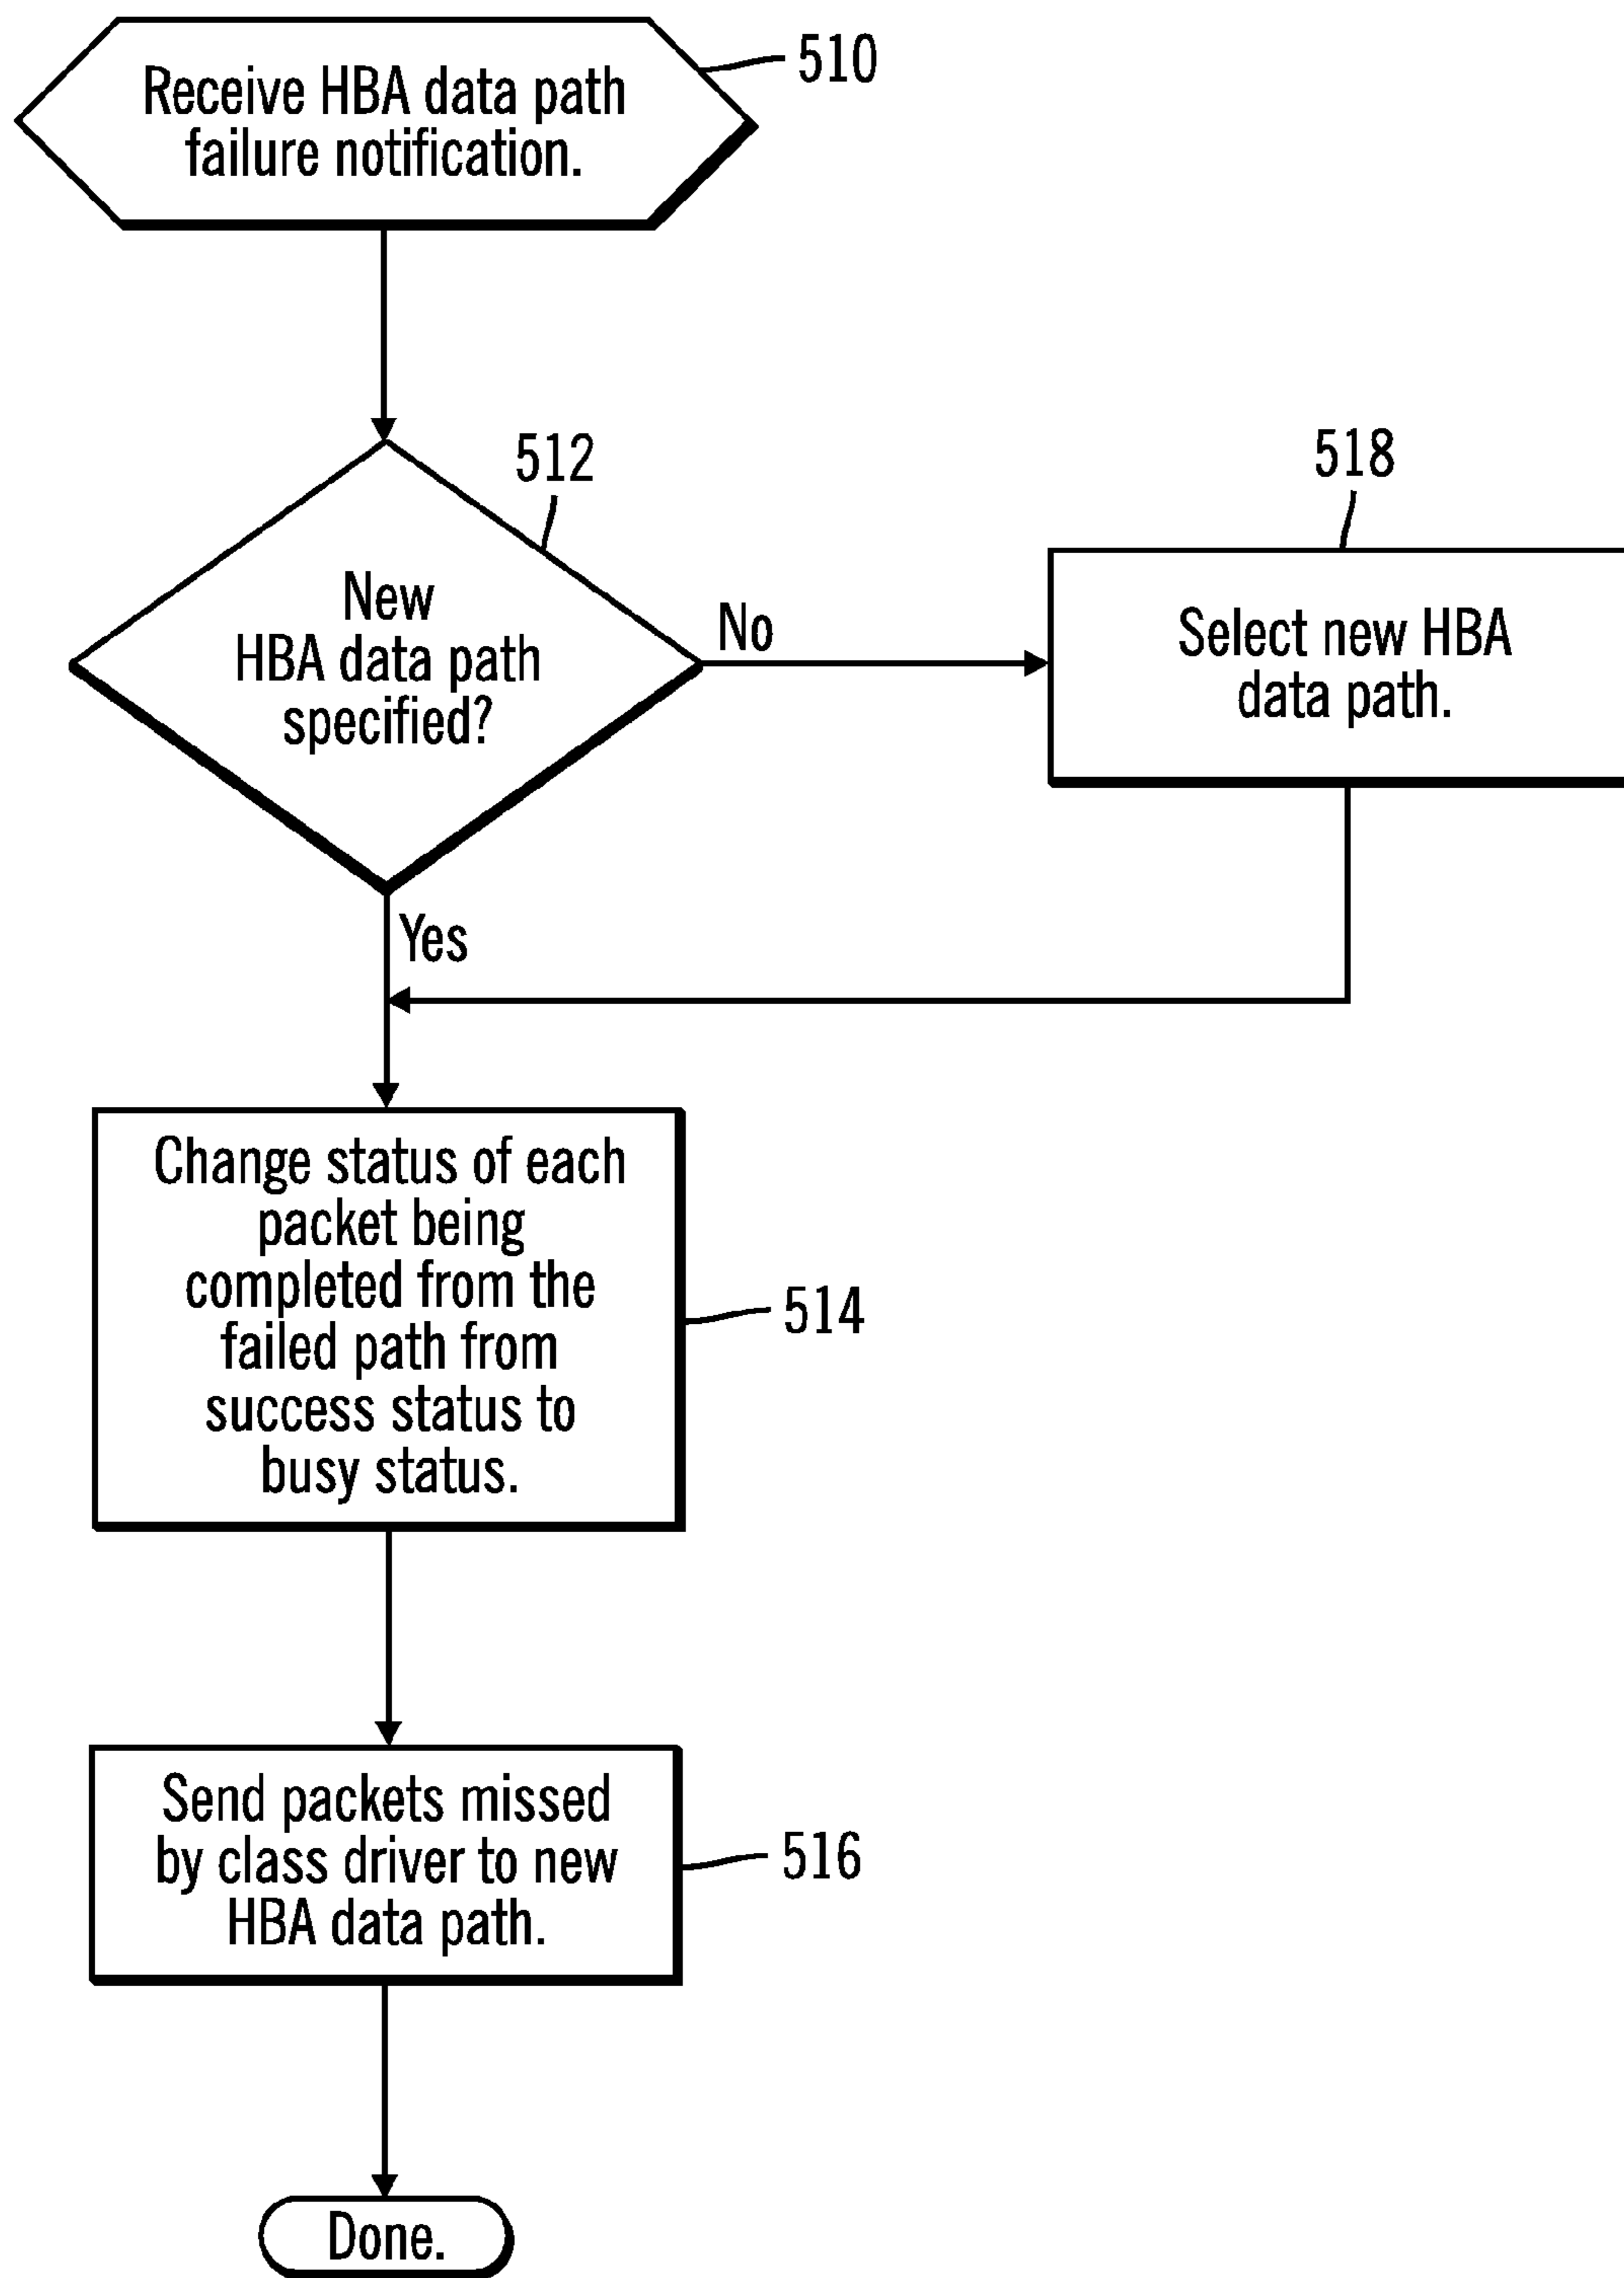 Receive HBA data path
failure notification.
510
512
New
HBA data path
specified?
No
518
Select new HBA
data path.
Yes
Change status of each
packet being
completed from the
failed path from
success status to
busy status.
514
Send packets missed
by class driver to new
HBA data path.
516
Done.